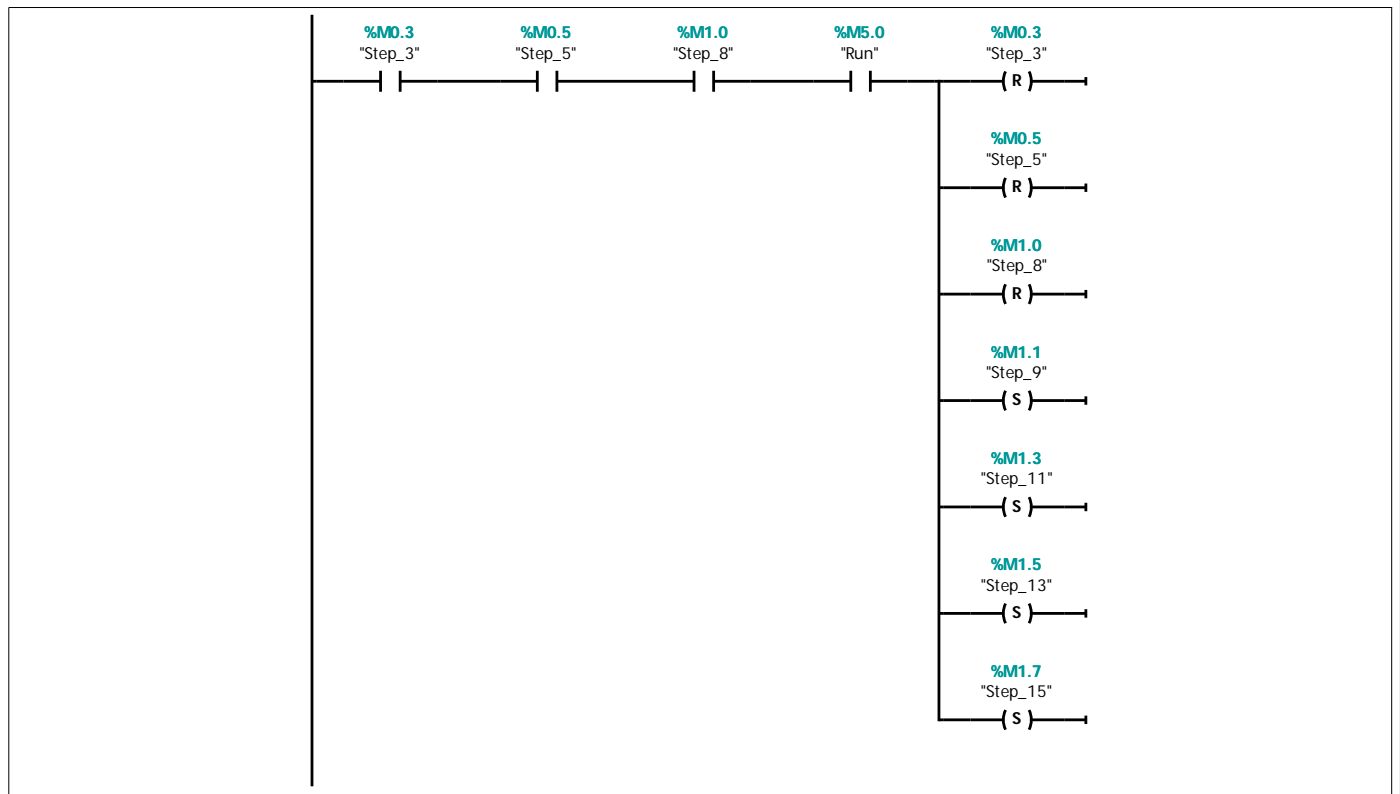 %M0.3 %M0.5 %M1.0 %M5.0 %M0.3
"Step_3" "Step_5" "Step_8" "Run" "Step_3"
R
%M0.5
"Step_5"
R
%M1.0
"Step_8"
R
%M1.1
"Step_9"
S
%M1.3
"Step_11"
S
%M1.5
"Step_13"
S
%M1.7
"Step_15"
S